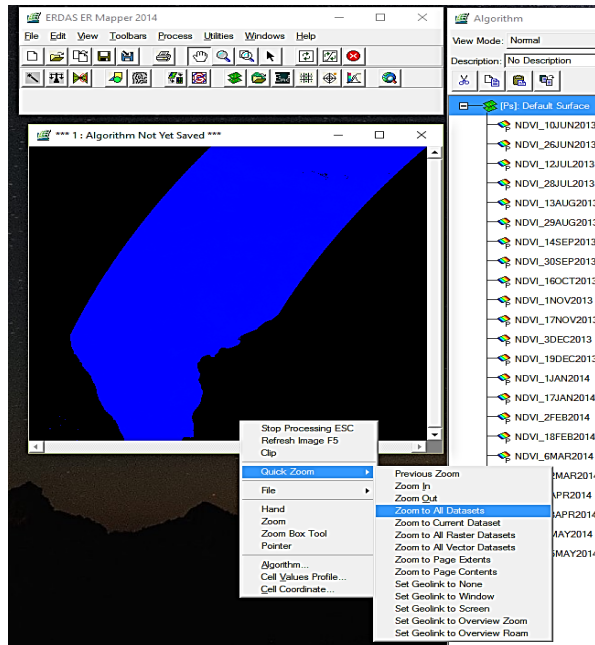 ERDAS ER Mapper 2014
File Edit View Toolbars Process Utilities Windows Help
*** 1 : Algorithm Not Yet Saved ***
Stop Processing ESC
Refresh Image F5
Clip
Quick Zoom
File
Hand
Zoom
Zoom Box Tool
Pointer
Algorithm...
Cell Values Profile...
Cell Coordinate...
Previous Zoom
Zoom In
Zoom Out
Zoom to All Datasets
Zoom to Current Dataset
Zoom to All Raster Datasets
Zoom to All Vector Datasets
Zoom to Page Extents
Zoom to Page Contents
Set Geolink to None
Set Geolink to Window
Set Geolink to Screen
Set Geolink to Overview Zoom
Set Geolink to Overview Roam
Algorithm
View Mode: Normal
Description: No Description
[Ps]: Default Surface
NDVI_10JUN2013
NDVI_26JUN2013
NDVI_12JUL2013
NDVI_28JUL2013
NDVI_13AUG2013
NDVI_29AUG2013
NDVI_14SEP2013
NDVI_30SEP2013
NDVI_16OCT2013
NDVI_1NOV2013
NDVI_17NOV2013
NDVI_3DEC2013
NDVI_19DEC2013
NDVI_1JAN2014
NDVI_17JAN2014
NDVI_2FEB2014
NDVI_18FEB2014
NDVI_6MAR2014
2MAR2014
APR2014
APR2014
MAY2014
MAY2014